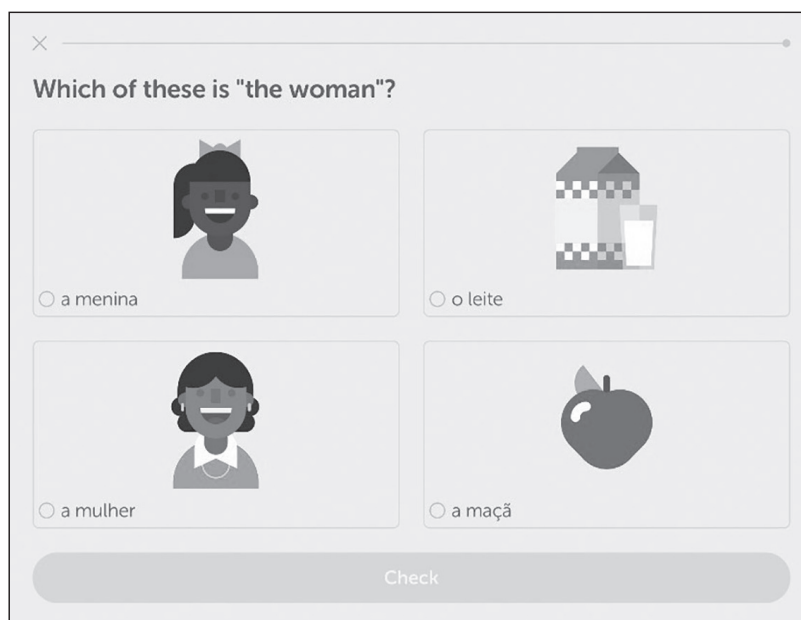 Which of these is "the woman"?
a menina
o leite
a mulher
a maçã
Check